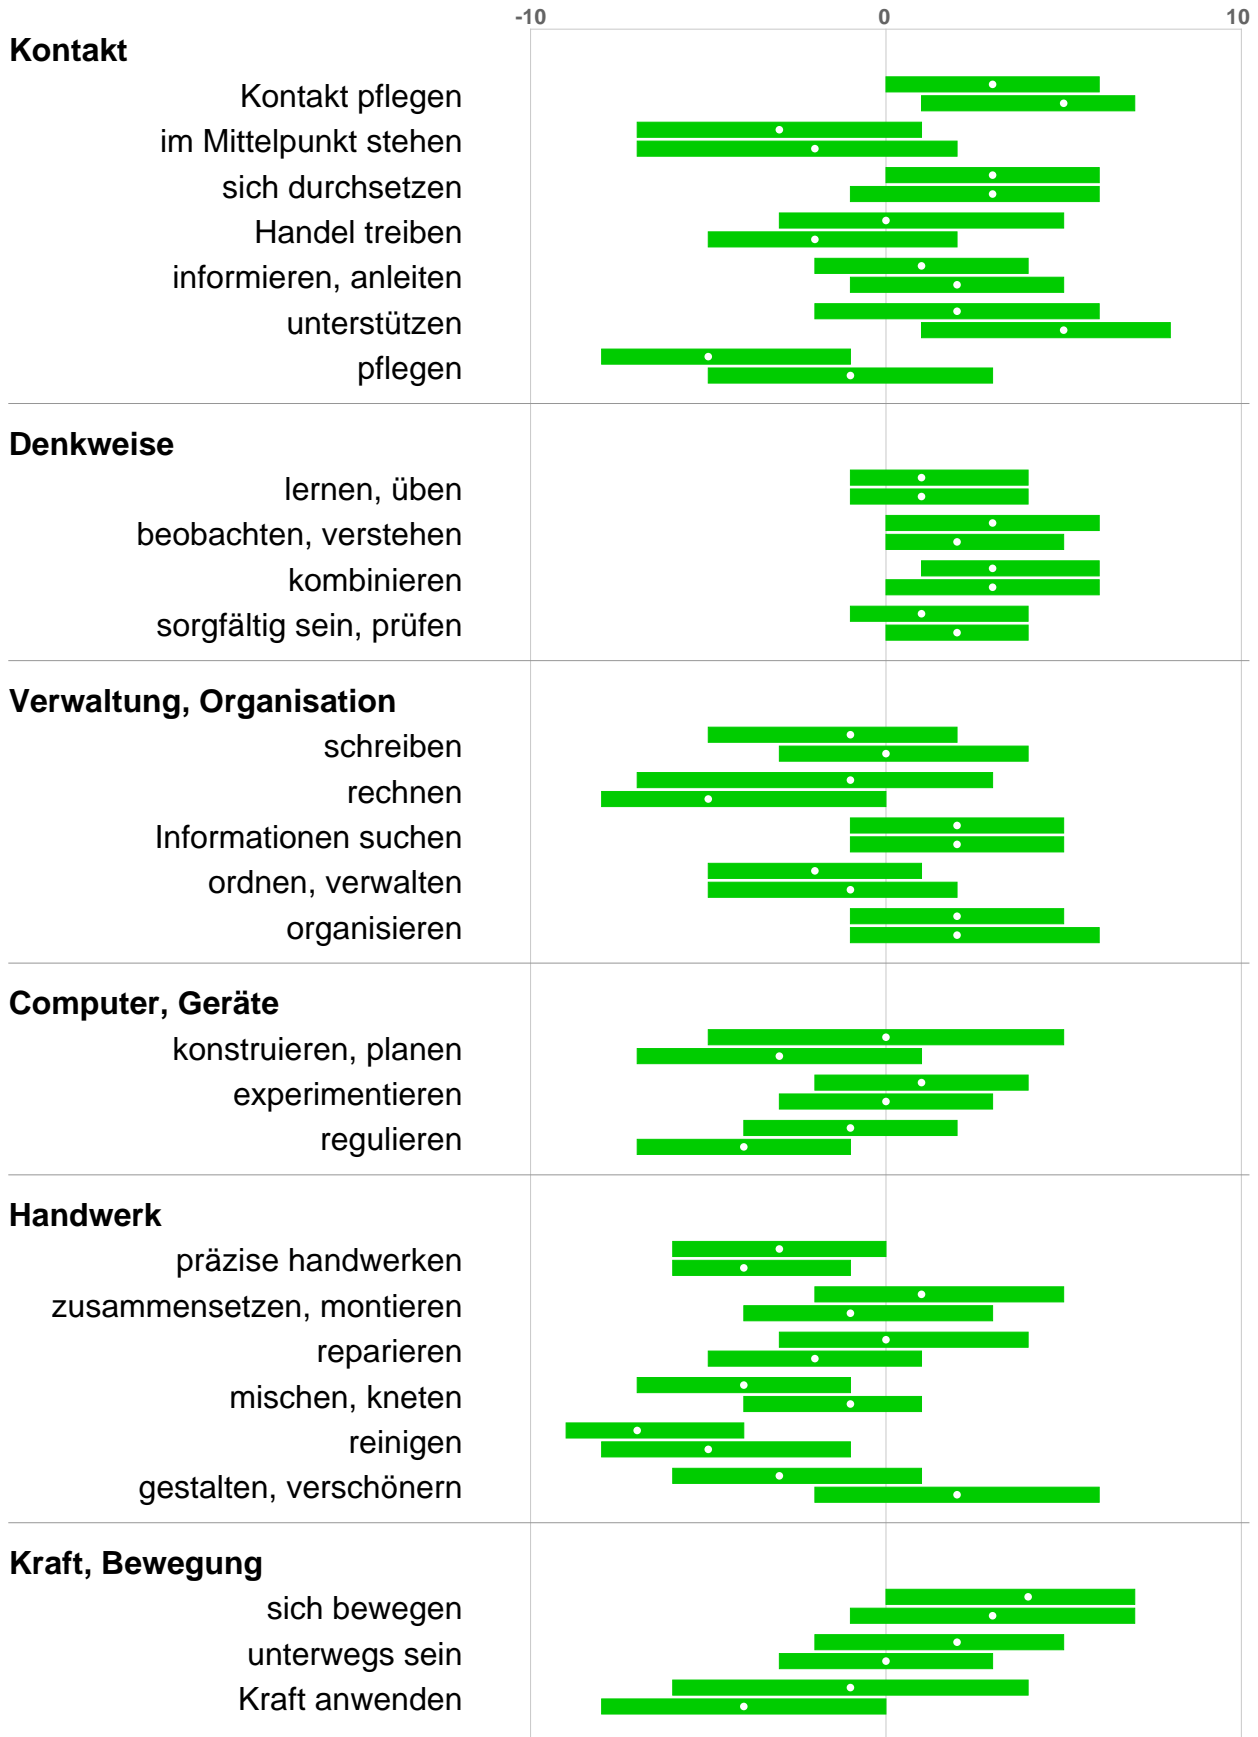 -10 0 10
Kontakt
Kontakt pflegen
im Mittelpunkt stehen
sich durchsetzen
Handel treiben
informieren, anleiten
unterstützen
pflegen
Denkweise
lernen, üben
beobachten, verstehen
kombinieren
sorgfältig sein, prüfen
Verwaltung, Organisation
schreiben
rechnen
Informationen suchen
ordnen, verwalten
organisieren
Computer, Geräte
konstruieren, planen
experimentieren
regulieren
Handwerk
präzise handwerken
zusammensetzen, montieren
reparieren
mischen, kneten
reinigen
gestalten, verschönern
Kraft, Bewegung
sich bewegen
unterwegs sein
Kraft anwenden